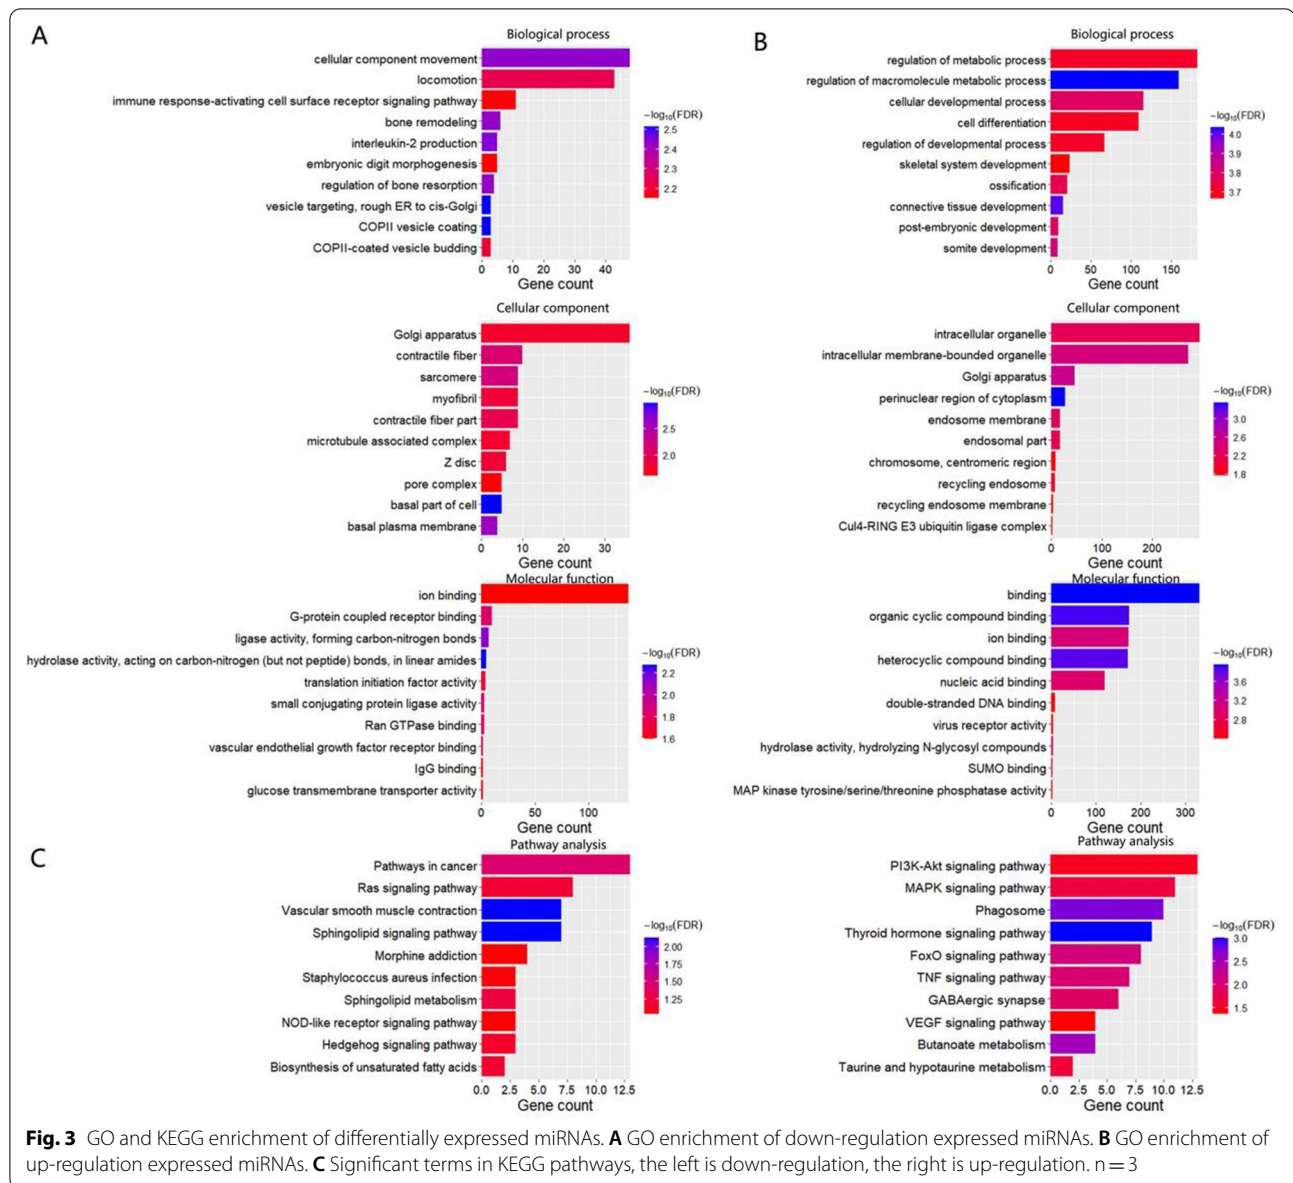 A
Biological process
cellular component movement
locomotion
immune response-activating cell surface receptor signaling pathway
bone remodeling
interleukin-2 production
embryonic digit morphogenesis
regulation of bone resorption
vesicle targeting, rough ER to cis-Golgi
COPII vesicle coating
COPII-coated vesicle budding
0 10 20 30 40
Gene count
−log10(FDR)
2.5
2.4
2.3
2.2
Cellular component
Golgi apparatus
contractile fiber
sarcomere
myofibril
contractile fiber part
microtubule associated complex
Z disc
pore complex
basal part of cell
basal plasma membrane
0 10 20 30
Gene count
−log10(FDR)
2.5
2.0
Molecular function
ion binding
G-protein coupled receptor binding
ligase activity, forming carbon-nitrogen bonds
hydrolase activity, acting on carbon-nitrogen (but not peptide) bonds, in linear amides
translation initiation factor activity
small conjugating protein ligase activity
Ran GTPase binding
vascular endothelial growth factor receptor binding
IgG binding
glucose transmembrane transporter activity
0 50 100
Gene count
−log10(FDR)
2.2
2.0
1.8
1.6
B
Biological process
regulation of metabolic process
regulation of macromolecule metabolic process
cellular developmental process
cell differentiation
regulation of developmental process
skeletal system development
ossification
connective tissue development
post-embryonic development
somite development
0 50 100 150
Gene count
−log10(FDR)
4.0
3.9
3.8
3.7
Cellular component
intracellular organelle
intracellular membrane-bounded organelle
Golgi apparatus
perinuclear region of cytoplasm
endosome membrane
endosomal part
chromosome, centromeric region
recycling endosome
recycling endosome membrane
Cul4-RING E3 ubiquitin ligase complex
0 100 200
Gene count
−log10(FDR)
3.0
2.6
2.2
1.8
Molecular function
binding
organic cyclic compound binding
ion binding
heterocyclic compound binding
nucleic acid binding
double-stranded DNA binding
virus receptor activity
hydrolase activity, hydrolyzing N-glycosyl compounds
SUMO binding
MAP kinase tyrosine/serine/threonine phosphatase activity
0 100 200 300
Gene count
−log10(FDR)
3.6
3.2
2.8
C
Pathway analysis
Pathways in cancer
Ras signaling pathway
Vascular smooth muscle contraction
Sphingolipid signaling pathway
Morphine addiction
Staphylococcus aureus infection
Sphingolipid metabolism
NOD-like receptor signaling pathway
Hedgehog signaling pathway
Biosynthesis of unsaturated fatty acids
0.0 2.5 5.0 7.5 10.0 12.5
Gene count
−log10(FDR)
2.00
1.75
1.50
1.25
Pathway analysis
PI3K-Akt signaling pathway
MAPK signaling pathway
Phagosome
Thyroid hormone signaling pathway
FoxO signaling pathway
TNF signaling pathway
GABAergic synapse
VEGF signaling pathway
Butanoate metabolism
Taurine and hypotaurine metabolism
0.0 2.5 5.0 7.5 10.0 12.5
Gene count
−log10(FDR)
3.0
2.5
2.0
1.5
Fig. 3 GO and KEGG enrichment of differentially expressed miRNAs. A GO enrichment of down-regulation expressed miRNAs. B GO enrichment of
up-regulation expressed miRNAs. C Significant terms in KEGG pathways, the left is down-regulation, the right is up-regulation. n = 3